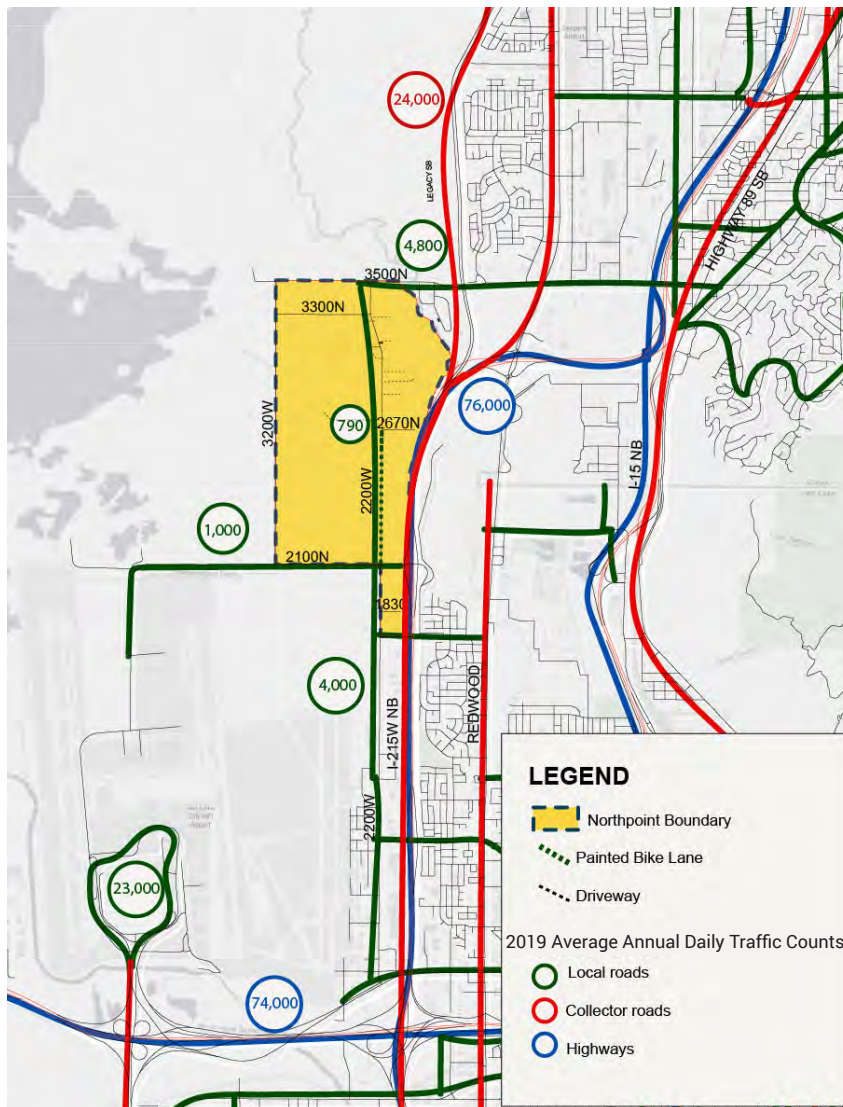 24,000
LEGACY SB
HIGHWAY 89 SB
4,800
3500N
3300N
76,000
3200W
790
2670N
I-15 NB
2200W
1,000
2100N
1830
4,000
I-215W NB
REDWOOD
2200W
23,000
74,000
LEGEND
Northpoint Boundary
Painted Bike Lane
Driveway
2019 Average Annual Daily Traffic Counts
Local roads
Collector roads
Highways